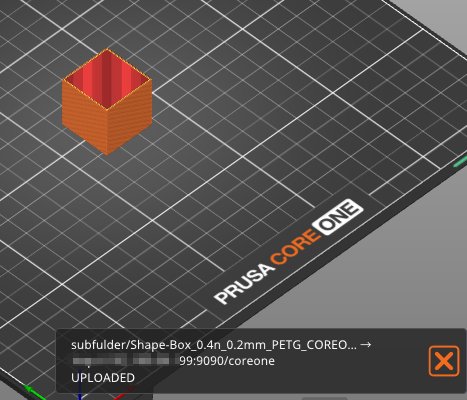 PRUSA CORE ONE
subfulder/Shape-Box_0.4n_0.2mm_PETG_COREO... →
99:9090/coreone
UPLOADED